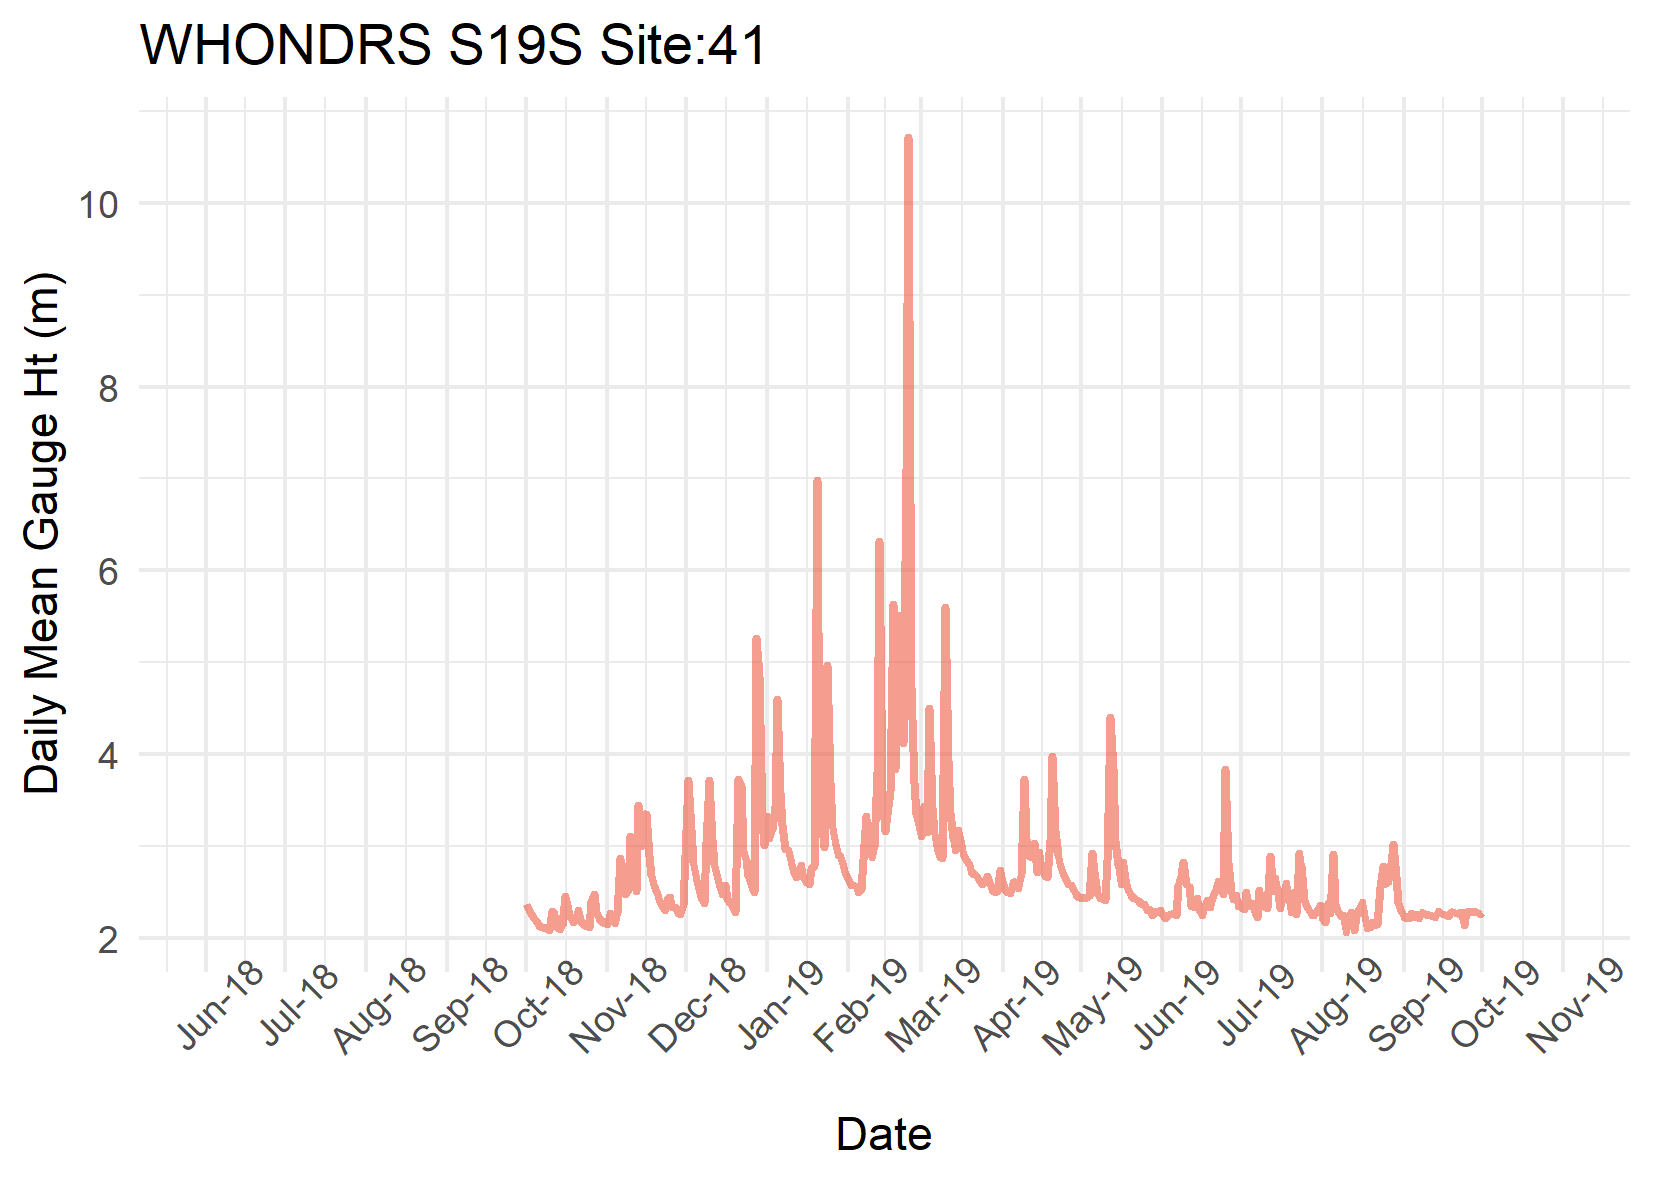 WHONDRS S19S Site:41
Daily Mean Gauge Ht (m)
10
8
6
4
2
Jun-18
Jul-18
Aug-18
Sep-18
Oct-18
Nov-18
Dec-18
Jan-19
Feb-19
Mar-19
Apr-19
May-19
Jun-19
Jul-19
Aug-19
Sep-19
Oct-19
Nov-19
Date